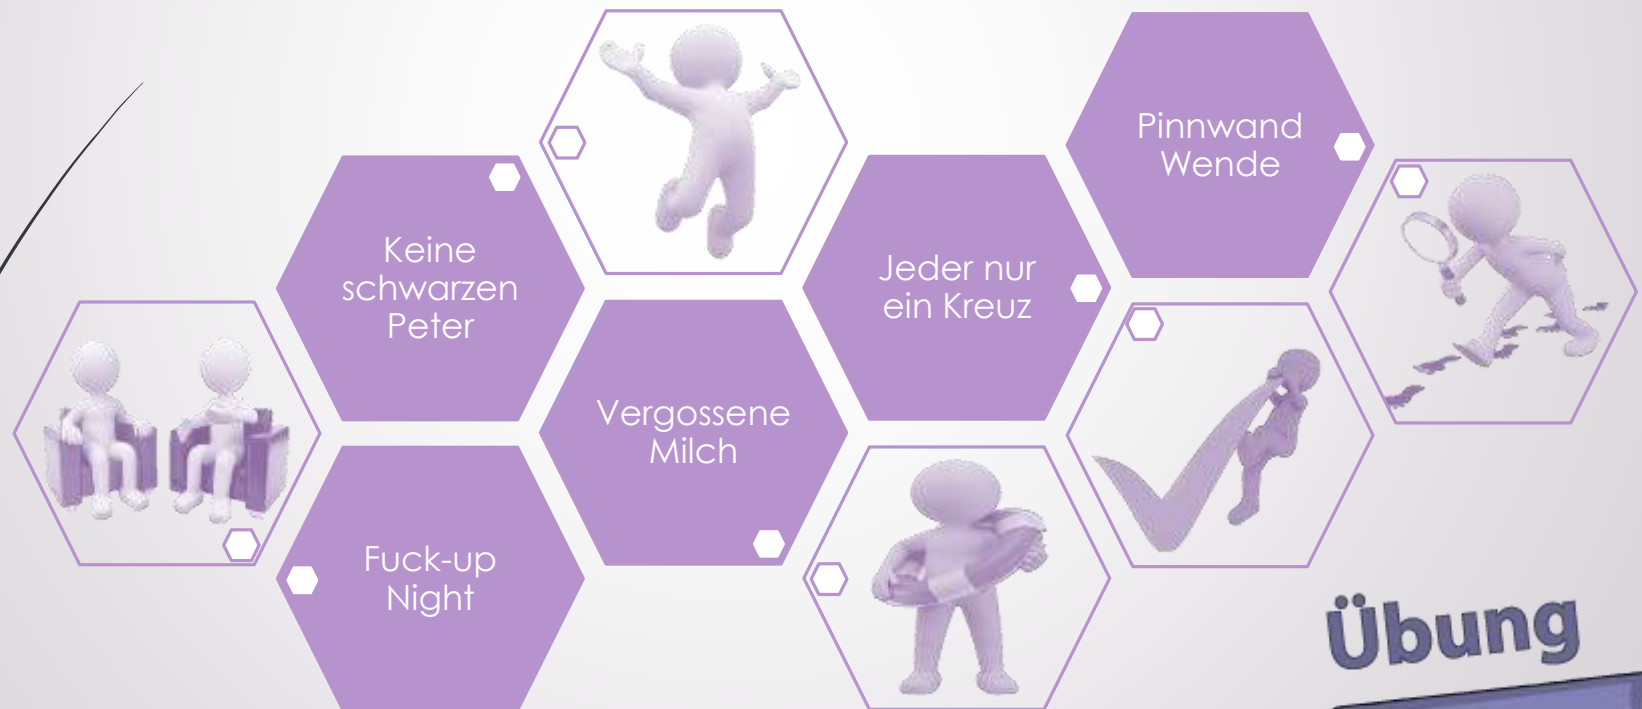 Keine
schwarzen
Peter
Fuck-up
Night
Vergossene
Milch
Jeder nur
ein Kreuz
Pinnwand
Wende
Übung